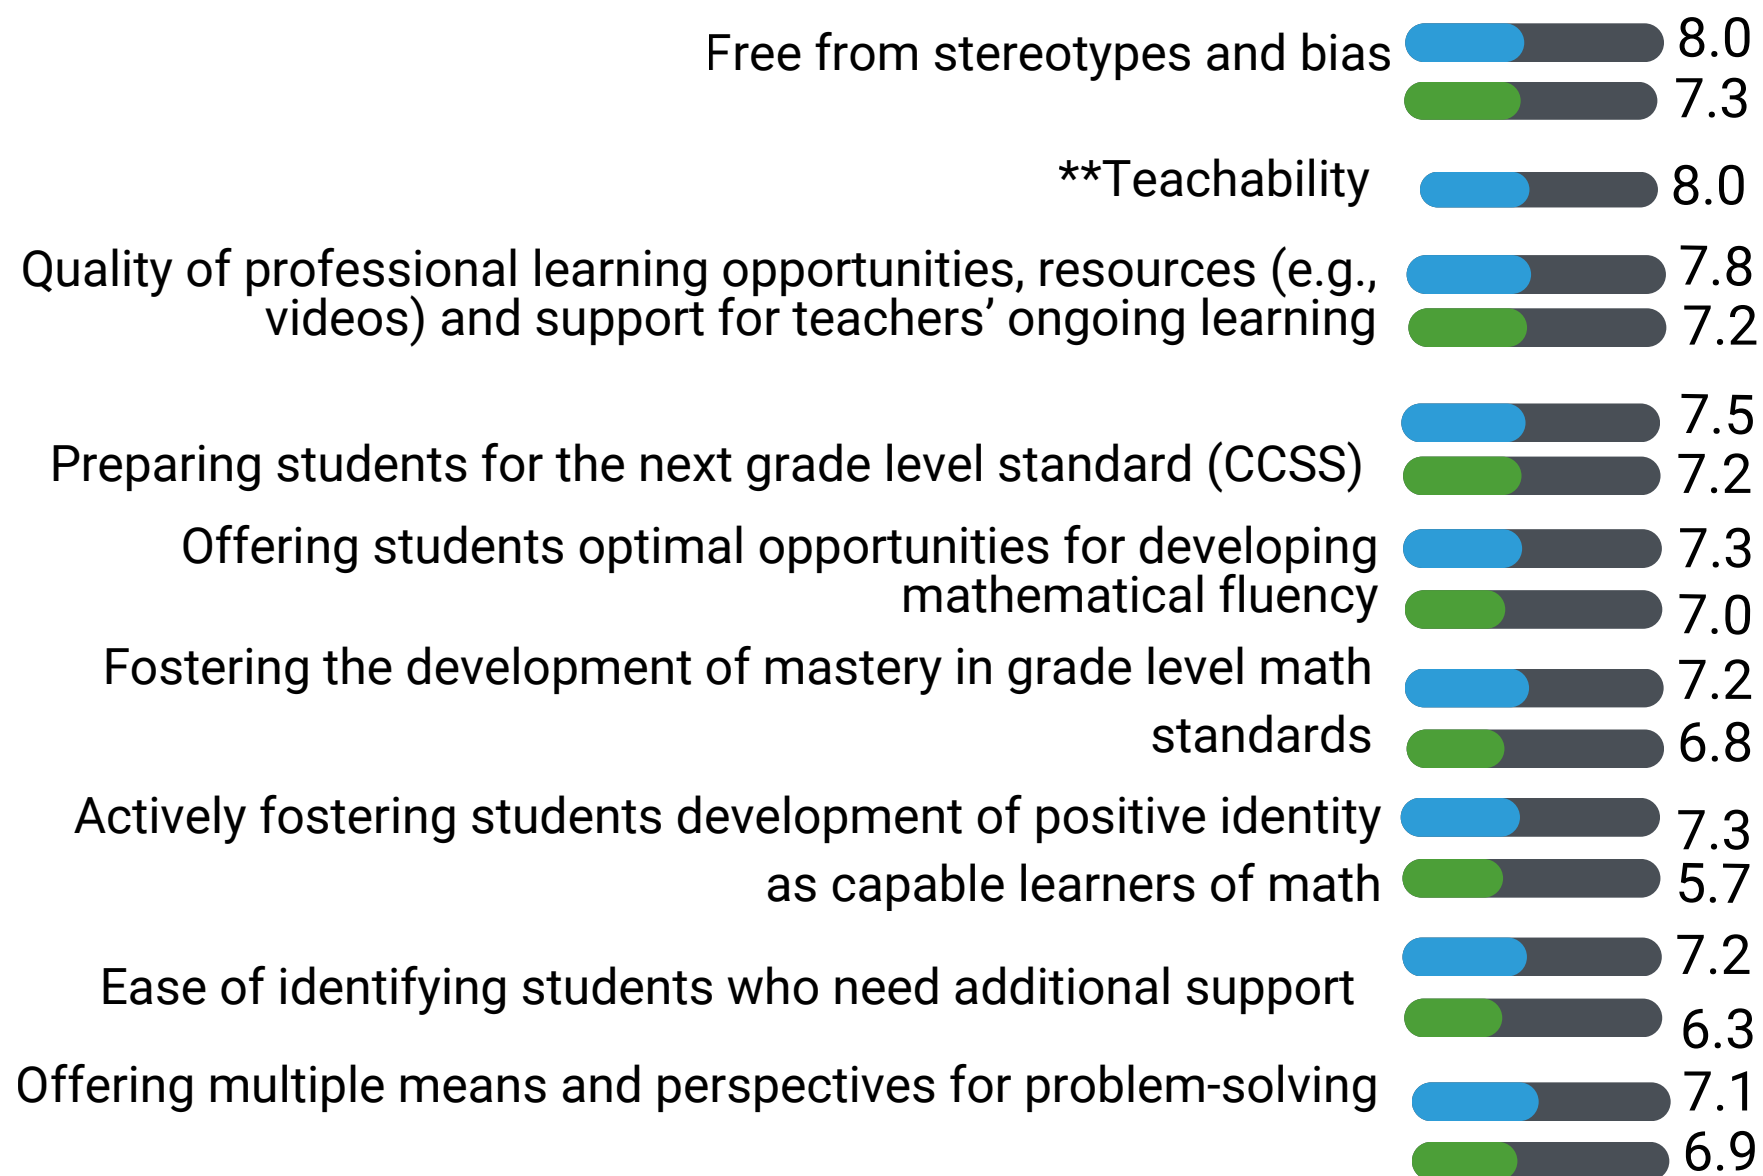 Free from stereotypes and bias 8.0
7.3
**Teachability 8.0
Quality of professional learning opportunities, resources (e.g., 7.8
videos) and support for teachers’ ongoing learning 7.2
7.5
Preparing students for the next grade level standard (CCSS) 7.2
Offering students optimal opportunities for developing 7.3
mathematical fluency 7.0
Fostering the development of mastery in grade level math 7.2
standards 6.8
Actively fostering students development of positive identity 7.3
as capable learners of math 5.7
7.2
Ease of identifying students who need additional support 6.3
Offering multiple means and perspectives for problem-solving 7.1
6.9